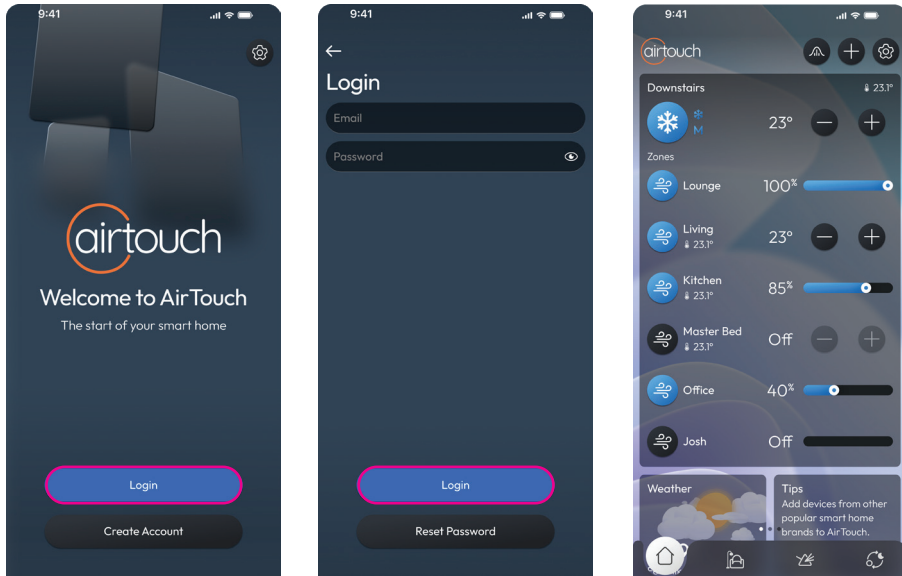 9:41
airtouch
Welcome to AirTouch
The start of your smart home
Login
Create Account
9:41
Login
Email
Password
Login
Reset Password
9:41
airtouch
Downstairs 23.1°
M 23°
Zones
Lounge 100%
Living
23.1° 23°
Kitchen
23.1° 85%
Master Bed
23.1° Off
Office 40%
Josh Off
Weather
Tips
Add devices from other
popular smart home
brands to AirTouch.